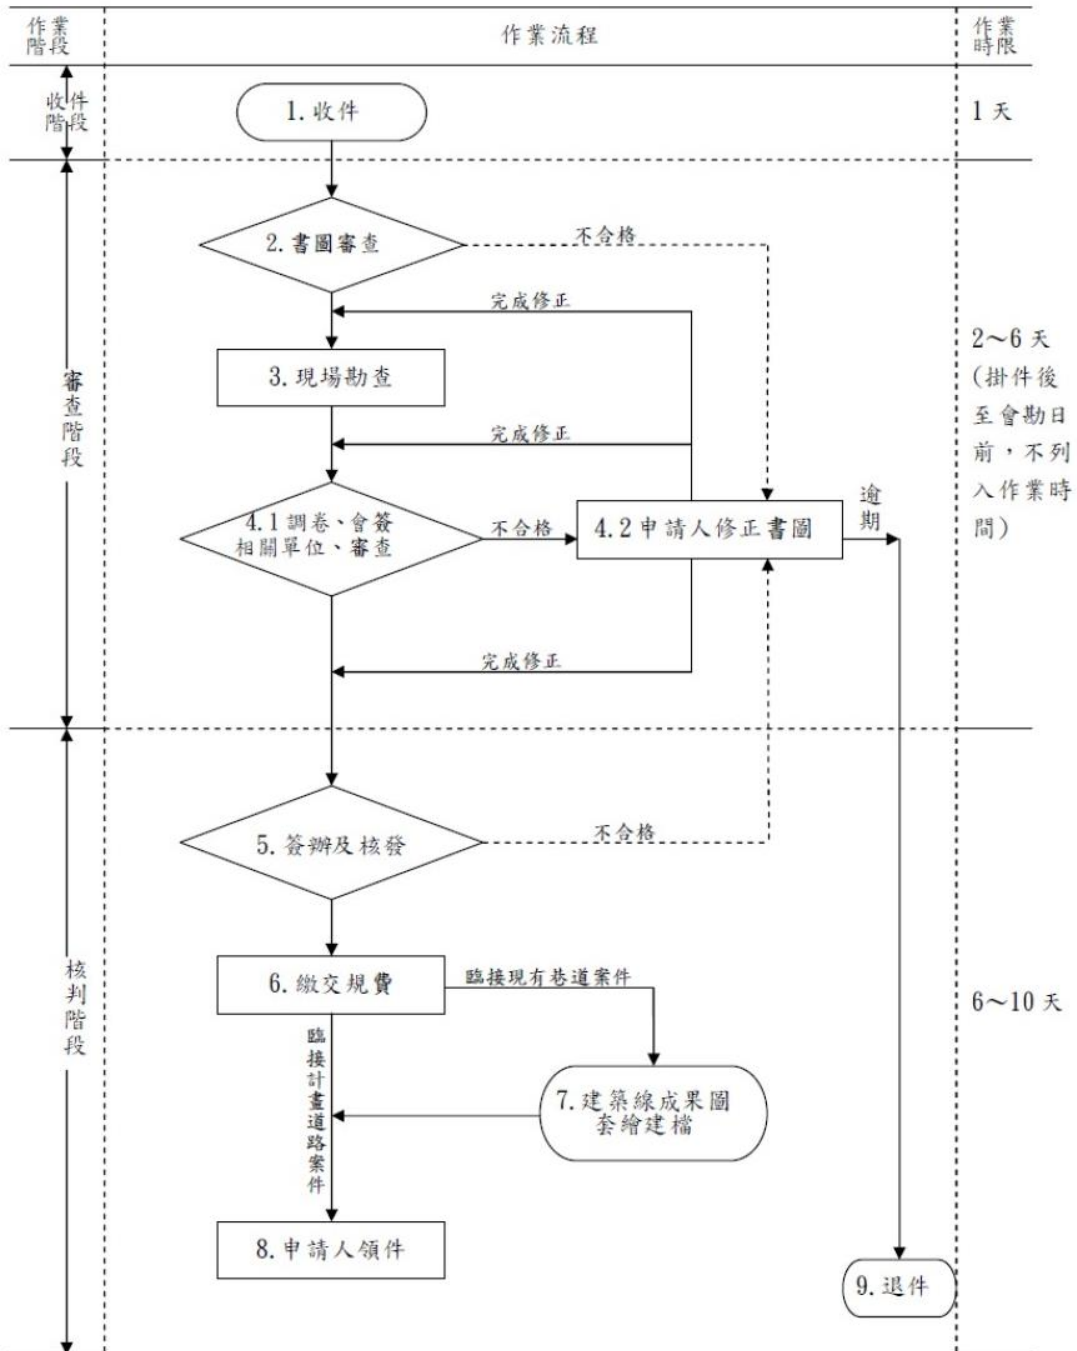 作業
階段
作業流程
作業
時限
收件
階段
1.收件
1 天
2.書圖審查
不合格
完成修正
3.現場勘查
完成修正
審查階段
4.1 調卷、會簽
相關單位、審查
不合格
4.2 申請人修正書圖
逾期
2～6 天
(掛件後
至會勘日
前，不列
入作業時
間)
完成修正
5.簽辦及核發
不合格
核判階段
6.繳交規費
臨接現有巷道案件
臨接計畫道路案件
7.建築線成果圖
套繪建檔
6～10 天
8.申請人領件
9.退件